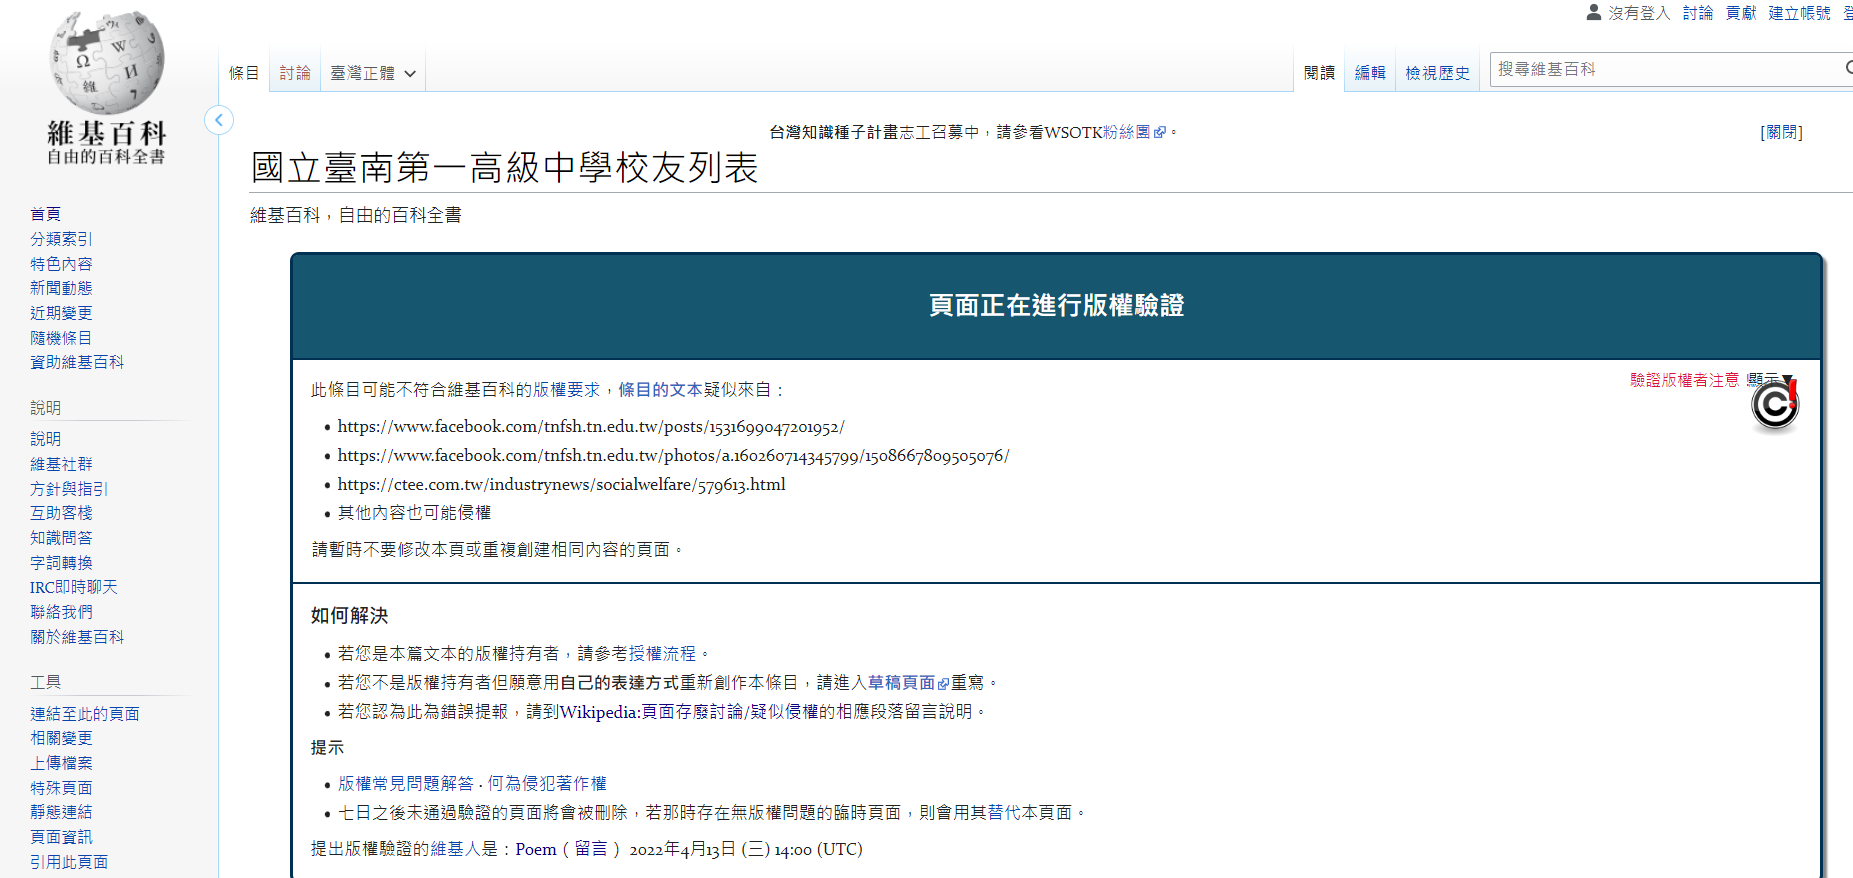 沒有登入 討論 貢獻 建立帳號
條目 討論 臺灣正體 閱讀 編輯 檢視歷史 搜尋維基百科
維基百科
自由的百科全書
台灣知識種子計畫志工召募中，請參看WSOTK粉絲團。 [關閉]
國立臺南第一高級中學校友列表
維基百科，自由的百科全書
首頁
分類索引
特色內容
新聞動態
近期變更
隨機條目
資助維基百科
說明
說明
維基社群
方針與指引
互助客棧
知識問答
字詞轉換
IRC即時聊天
聯絡我們
關於維基百科
工具
連結至此的頁面
相關變更
上傳檔案
特殊頁面
靜態連結
頁面資訊
引用此頁面
頁面正在進行版權驗證
驗證版權者注意 顯示▼
此條目可能不符合維基百科的版權要求，條目的文本疑似來自：
• https://www.facebook.com/tnfsh.tn.edu.tw/posts/1531699047201952/
• https://www.facebook.com/tnfsh.tn.edu.tw/photos/a.160260714345799/1508667809505076/
• https://ctee.com.tw/industrynews/socialwelfare/579613.html
• 其他內容也可能侵權
請暫時不要修改本頁或重複創建相同內容的頁面。
如何解決
• 若您是本篇文本的版權持有者，請參考授權流程。
• 若您不是版權持有者但願意用自己的表達方式重新創作本條目，請進入草稿頁面重寫。
• 若您認為此為錯誤提報，請到Wikipedia:頁面存廢討論/疑似侵權的相應段落留言說明。
提示
• 版權常見問題解答 · 何為侵犯著作權
• 七日之後未通過驗證的頁面將會被刪除，若那時存在無版權問題的臨時頁面，則會用其替代本頁面。
提出版權驗證的維基人是：Poem（留言） 2022年4月13日 (三) 14:00 (UTC)